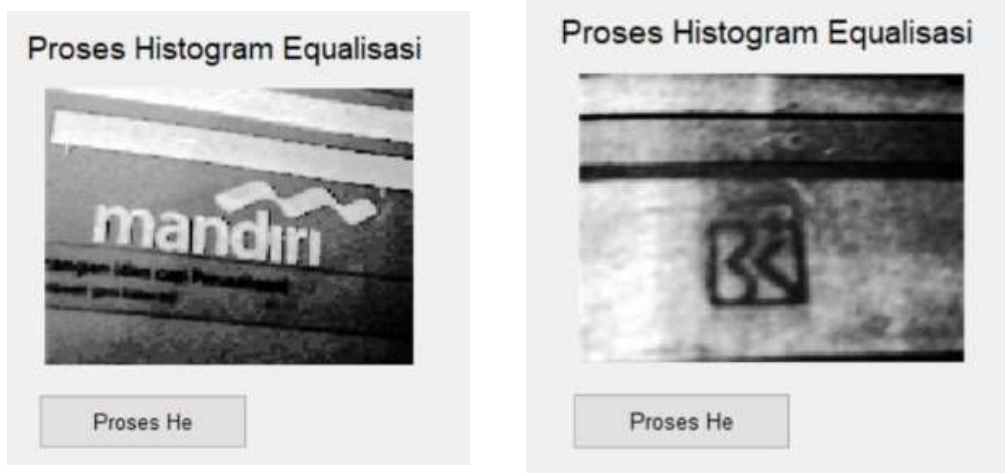 Proses Histogram Equalisasi
mandiri
Proses He
Proses Histogram Equalisasi
Proses He